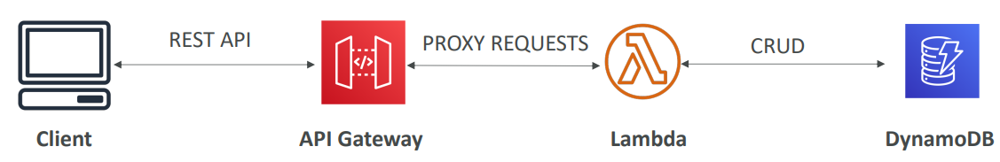 REST API
PROXY REQUESTS
CRUD
</>
Client
API Gateway
Lambda
DynamoDB